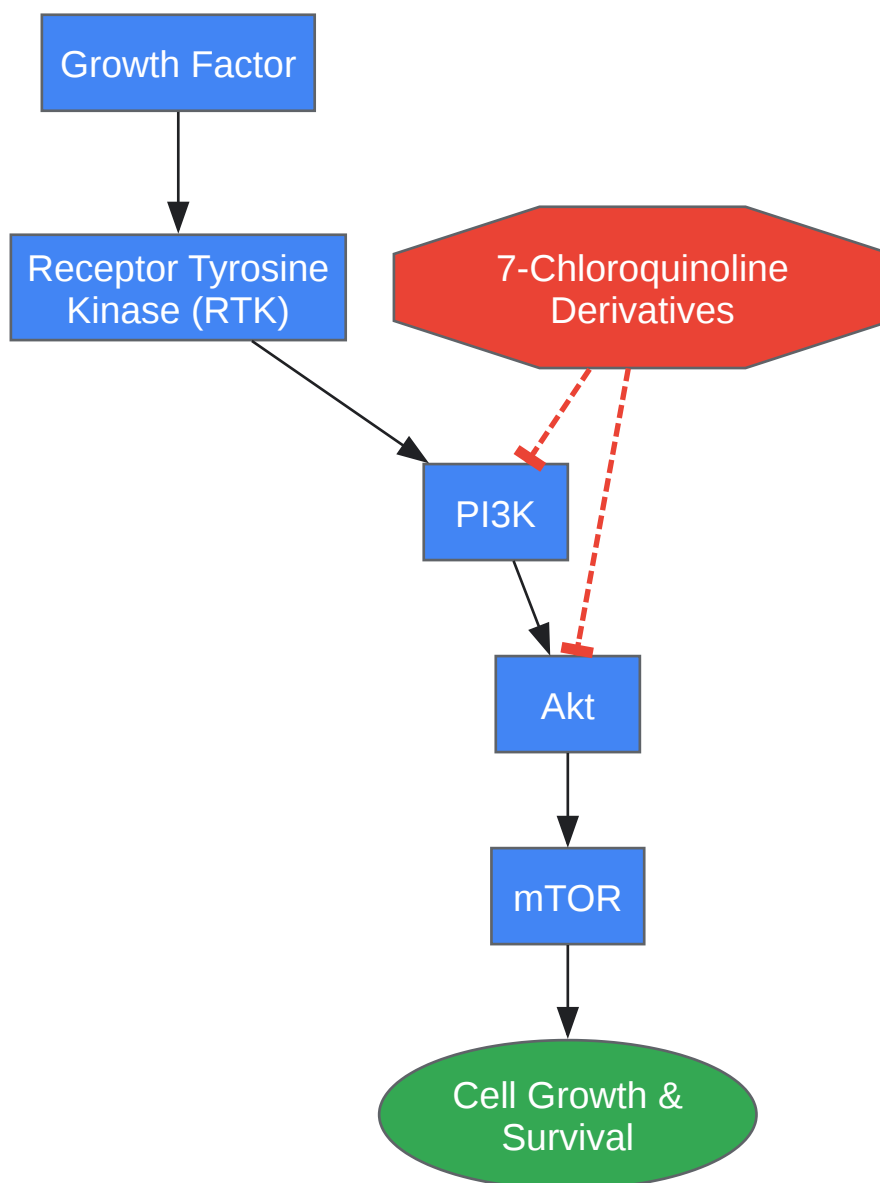 Growth Factor
Receptor Tyrosine
Kinase (RTK)
7-Chloroquinoline
Derivatives
PI3K
Akt
mTOR
Cell Growth &
Survival